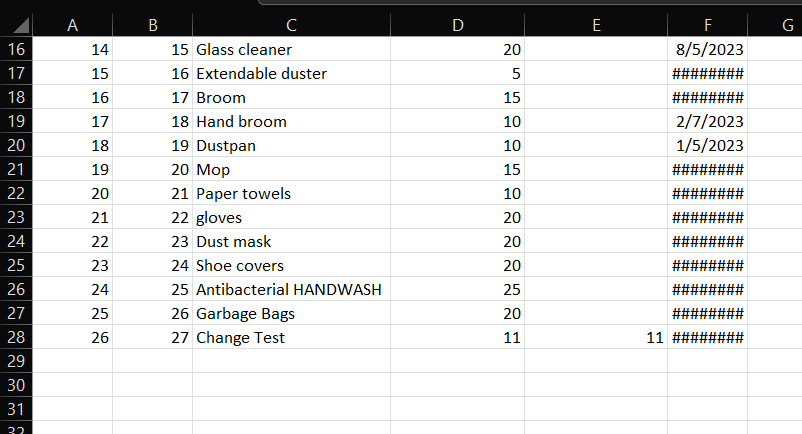 A B C D E F G
16 14 15 Glass cleaner 20 8/5/2023
17 15 16 Extendable duster 5 ########
18 16 17 Broom 15 ########
19 17 18 Hand broom 10 2/7/2023
20 18 19 Dustpan 10 1/5/2023
21 19 20 Mop 15 ########
22 20 21 Paper towels 10 ########
23 21 22 gloves 20 ########
24 22 23 Dust mask 20 ########
25 23 24 Shoe covers 20 ########
26 24 25 Antibacterial HANDWASH 25 ########
27 25 26 Garbage Bags 20 ########
28 26 27 Change Test 11 11 ########
29
30
31
32